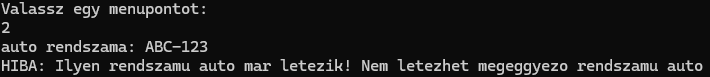 Valassz egy menupontot:
2
auto rendszama: ABC-123
HIBA: Ilyen rendszamu auto mar letezik! Nem letezhet megeggyezo rendszamu auto